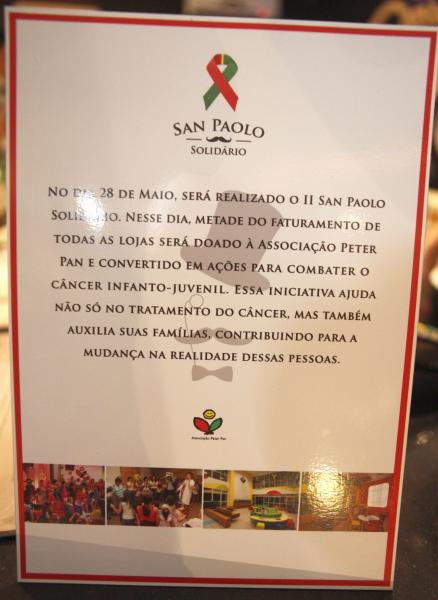 San Paolo
Solidário
No dia 28 de Maio, será realizado o II San Paolo
Solidário. Nesse dia, metade do faturamento de
todas as lojas será doado à Associação Peter
Pan e convertido em ações para combater o
câncer infanto-juvenil. Essa iniciativa ajuda
não só no tratamento do câncer, mas também
auxilia suas famílias, contribuindo para a
mudança na realidade dessas pessoas.
Associação Peter Pan